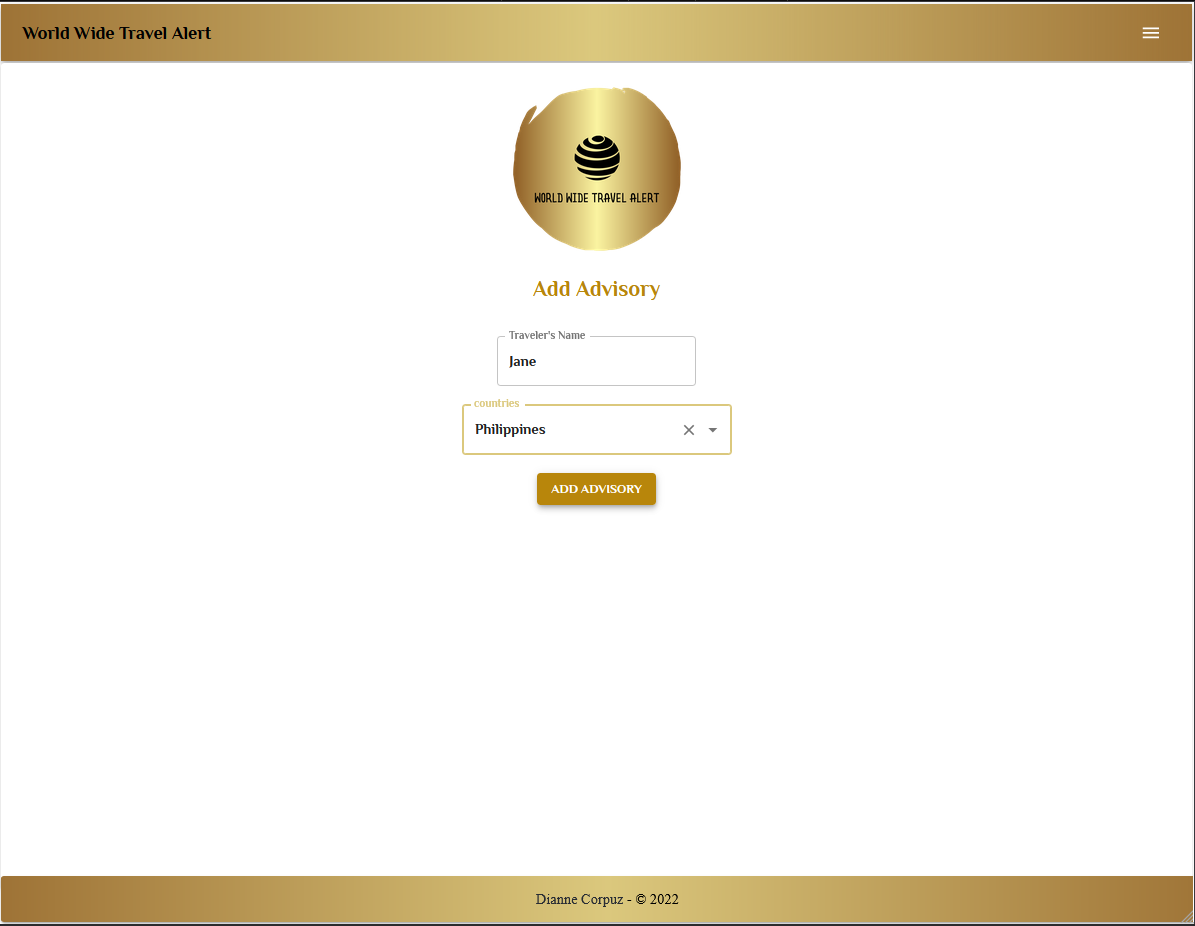 World Wide Travel Alert
WORLD WIDE TRAVEL ALERT
Add Advisory
Traveler's Name
Jane
countries
Philippines
ADD ADVISORY
Dianne Corpuz - © 2022